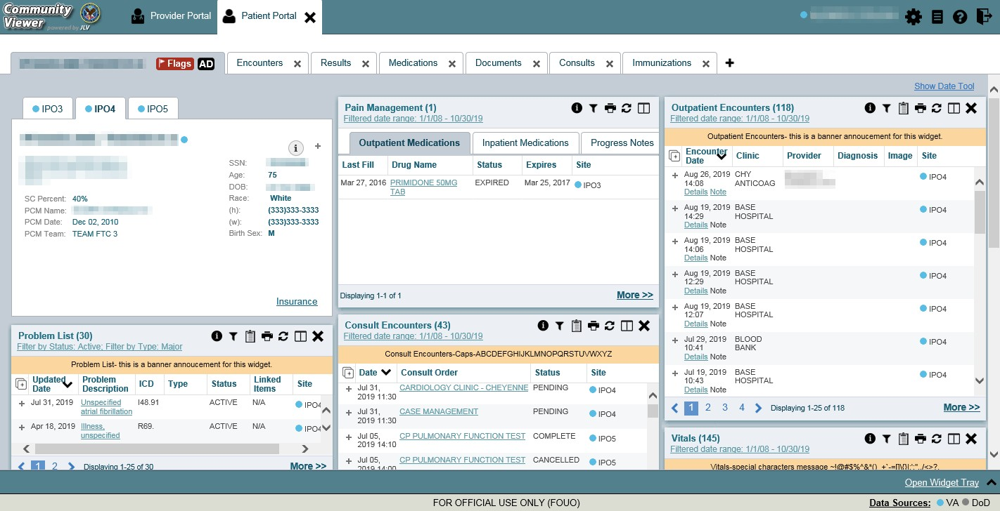 Community
Viewer
powered by JLV
Provider Portal
Patient Portal
Flags AD
Encounters
Results
Medications
Documents
Consults
Immunizations
Show Date Tool
IPO3
IPO4
IPO5
SSN:
Age: 75
DOB:
Race: White
(h): (333)333-3333
(w): (333)333-3333
Birth Sex: M
SC Percent: 40%
PCM Name:
PCM Date: Dec 02, 2010
PCM Team: TEAM FTC 3
Insurance
Problem List (30)
Filter by Status: Active; Filter by Type: Major
Problem List- this is a banner annoucement for this widget.
Updated Date Problem Description ICD Type Status Linked Items Site
Jul 31, 2019 Unspecified atrial fibrillation I48.91 ACTIVE N/A IPO4
Apr 18, 2019 Illness, unspecified R69. ACTIVE N/A IPO4
1 2 Displaying 1-25 of 30 More >>
Pain Management (1)
Filtered date range: 1/1/08 - 10/30/19
Outpatient Medications Inpatient Medications Progress Notes
Last Fill Drug Name Status Expires Site
Mar 27, 2016 PRIMIDONE 50MG TAB EXPIRED Mar 25, 2017 IPO3
Displaying 1-1 of 1 More >>
Consult Encounters (43)
Filtered date range: 1/1/08 - 10/30/19
Consult Encounters-Caps-ABCDEFGHIJKLMNOPQRSTUVWXYZ
Date Consult Order Status Site
Jul 31, 2019 11:30 CARDIOLOGY CLINIC - CHEYENNE PENDING IPO4
Jul 31, 2019 11:30 CASE MANAGEMENT PENDING IPO4
Jul 05, 2019 14:10 CP PULMONARY FUNCTION TEST COMPLETE IPO5
Jul 05, 2019 14:00 CP PULMONARY FUNCTION TEST CANCELLED IPO5
Outpatient Encounters (118)
Filtered date range: 1/1/08 - 10/30/19
Outpatient Encounters- this is a banner annoucement for this widget.
Encounter Date Clinic Provider Diagnosis Image Site
Aug 26, 2019 14:08 CHY ANTICOAG IPO4
Details Note
Aug 19, 2019 14:29 BASE HOSPITAL IPO4
Details Note
Aug 19, 2019 14:06 BASE HOSPITAL IPO4
Details Note
Aug 19, 2019 12:29 BASE HOSPITAL IPO4
Details Note
Aug 19, 2019 12:07 BASE HOSPITAL IPO4
Details Note
Jul 29, 2019 10:41 BLOOD BANK IPO4
Details Note
Jul 19, 2019 10:43 BASE HOSPITAL IPO4
Details Note
1 2 3 4 Displaying 1-25 of 118 More >>
Vitals (145)
Filtered date range: 1/1/08 - 10/30/19
Vitals-special characters message
Open Widget Tray
FOR OFFICIAL USE ONLY (FOUO)
Data Sources: VA DoD